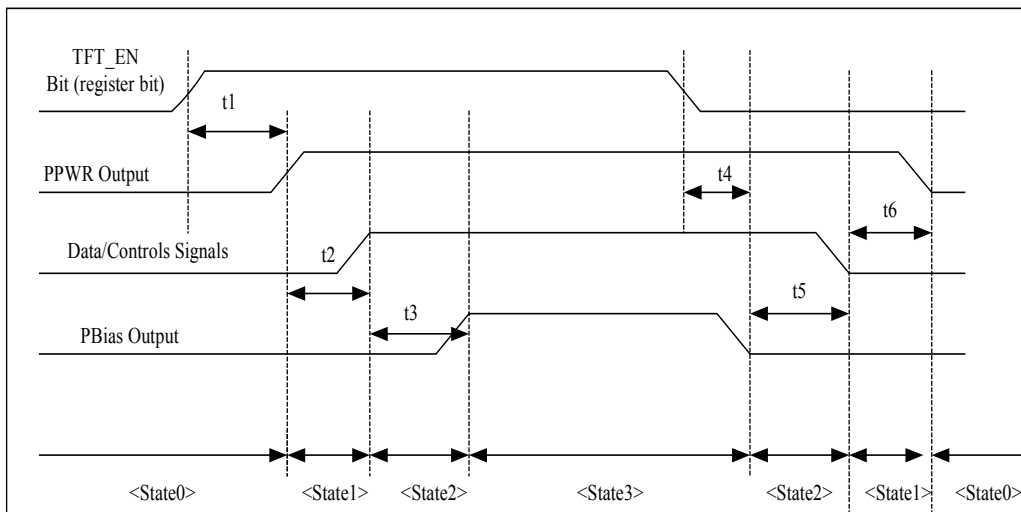 TFT_EN
Bit (register bit)
t1
PPWR Output
t4
t6
Data/Controls Signals
t2
t5
t3
PBias Output
<State0>
<State1>
<State2>
<State3>
<State2>
<State1>
<State0>